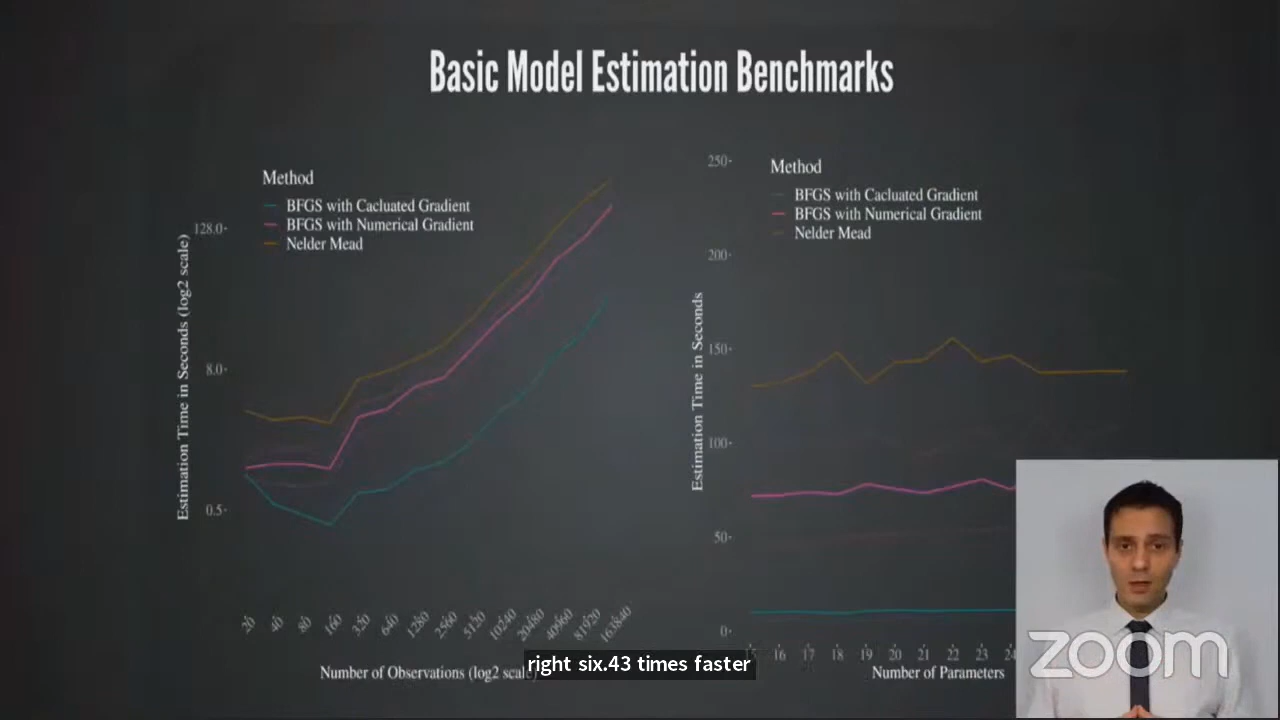 Basic Model Estimation Benchmarks
Method
BFGS with Cacluated Gradient
BFGS with Numerical Gradient
Nelder Mead
Estimation Time in Seconds (log2 scale)
128.0
8.0
0.5
20
40
80
160
320
640
1280
2560
5120
10240
20480
40960
81920
163840
Number of Observations (log2 scale)
Method
BFGS with Cacluated Gradient
BFGS with Numerical Gradient
Nelder Mead
Estimation Time in Seconds
250
200
150
100
50
0
16 18 19 20 21 22 23 24
Number of Parameters
right six.43 times faster
zoom